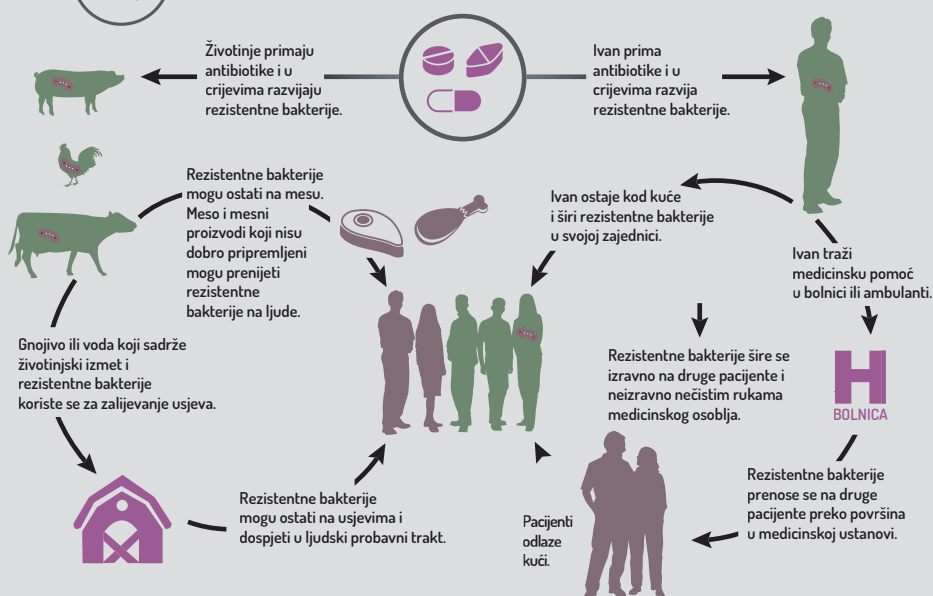 Životinje primaju
antibiotike i u
crijevima razvijaju
rezistentne bakterije.
Ivan prima
antibiotike i u
crijevima razvija
rezistentne bakterije.
Rezistentne bakterije
mogu ostati na mesu.
Meso i mesni
proizvodi koji nisu
dobro pripremljeni
mogu prenijeti
rezistentne
bakterije na ljude.
Ivan ostaje kod kuće
i širi rezistentne bakterije
u svojoj zajednici.
Ivan traži
medicinsku pomoć
u bolnici ili ambulanti.
Gnojivo ili voda koji sadrže
životinjski izmet i
rezistentne bakterije
koriste se za zalijevanje usjeva.
Rezistentne bakterije šire se
izravno na druge pacijente i
neizravno nečistim rukama
medicinskog osoblja.
H
BOLNICA
Rezistentne bakterije
mogu ostati na usjevima i
dospjeti u ljudski probavni trakt.
Pacijenti
odlaze
kući.
Rezistentne bakterije
prenose se na druge
pacijente preko površina
u medicinskoj ustanovi.